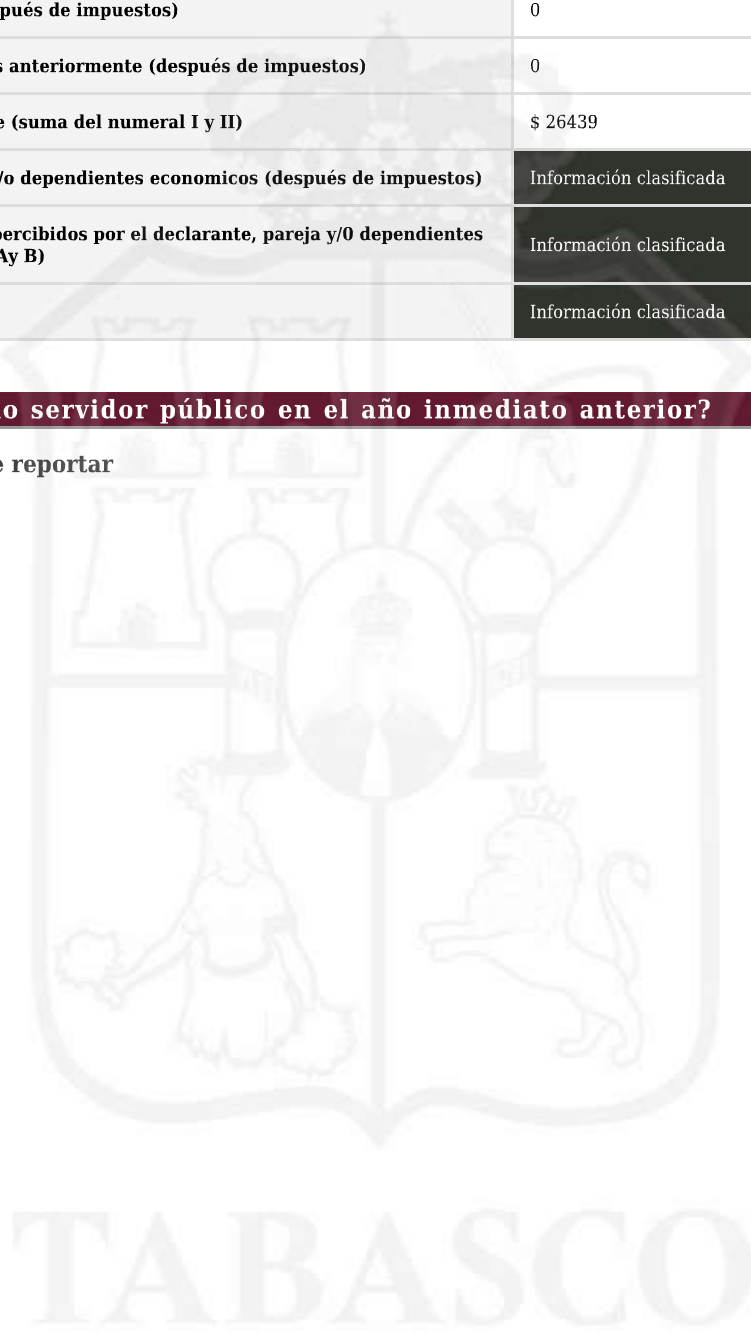 pués de impuestos)
0
s anteriormente (después de impuestos)
0
e (suma del numeral I y II)
$ 26439
/o dependientes economicos (después de impuestos)
Información clasificada
percibidos por el declarante, pareja y/0 dependientes
Ay B)
Información clasificada
Información clasificada
o servidor público en el año inmediato anterior?
e reportar
TABASCO